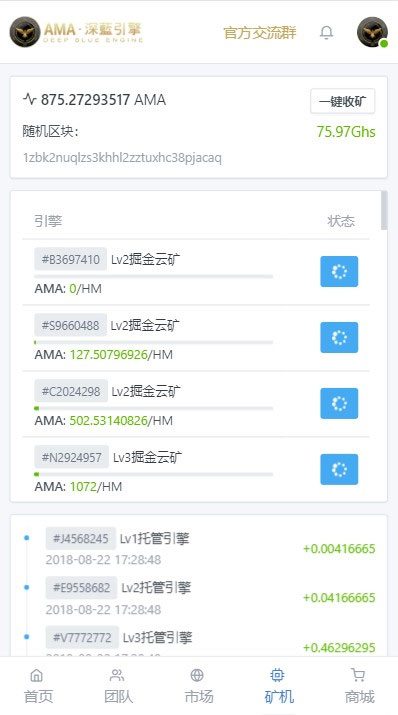 AMA·深藍引擎
DEEP BLUE ENGINE
官方交流群
875.27293517 AMA
一键收矿
随机区块:
75.97Ghs
1zbk2nuqlzs3khhl2zztuxhc38pjacaq
引擎
状态
#B3697410 Lv2掘金云矿
AMA: 0/HM
#S9660488 Lv2掘金云矿
AMA: 127.50796926/HM
#C2024298 Lv2掘金云矿
AMA: 502.53140826/HM
#N2924957 Lv3掘金云矿
AMA: 1072/HM
#J4568245 Lv1托管引擎
2018-08-22 17:28:48
+0.00416665
#E9558682 Lv2托管引擎
2018-08-22 17:28:48
+0.04166665
#V7772772 Lv3托管引擎
+0.46296295
首页
团队
市场
矿机
商城